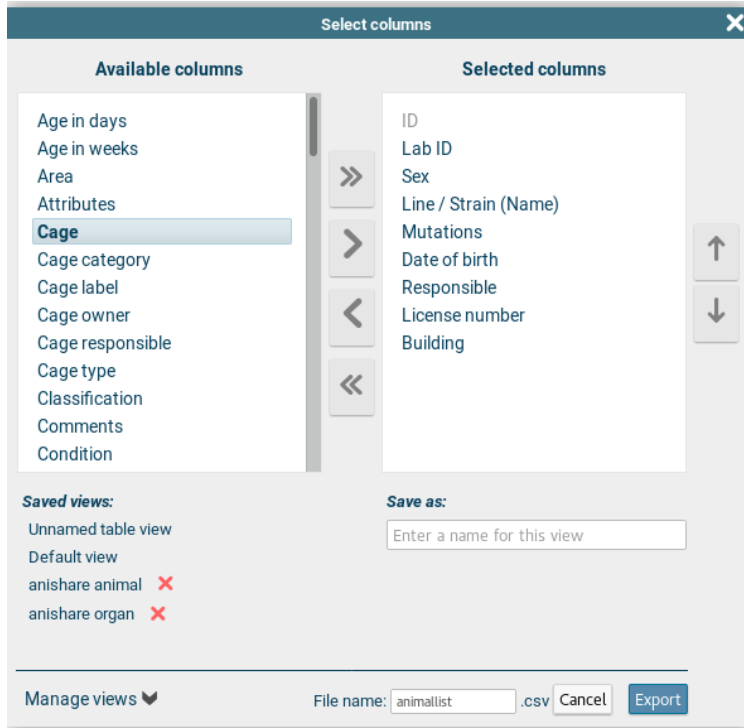 Select columns
Available columns
Age in days
Age in weeks
Area
Attributes
Cage
Cage category
Cage label
Cage owner
Cage responsible
Cage type
Classification
Comments
Condition
Selected columns
ID
Lab ID
Sex
Line / Strain (Name)
Mutations
Date of birth
Responsible
License number
Building
Saved views:
Unnamed table view
Default view
anishare animal
anishare organ
Save as:
Enter a name for this view
Manage views
File name: animallist .csv Cancel Export